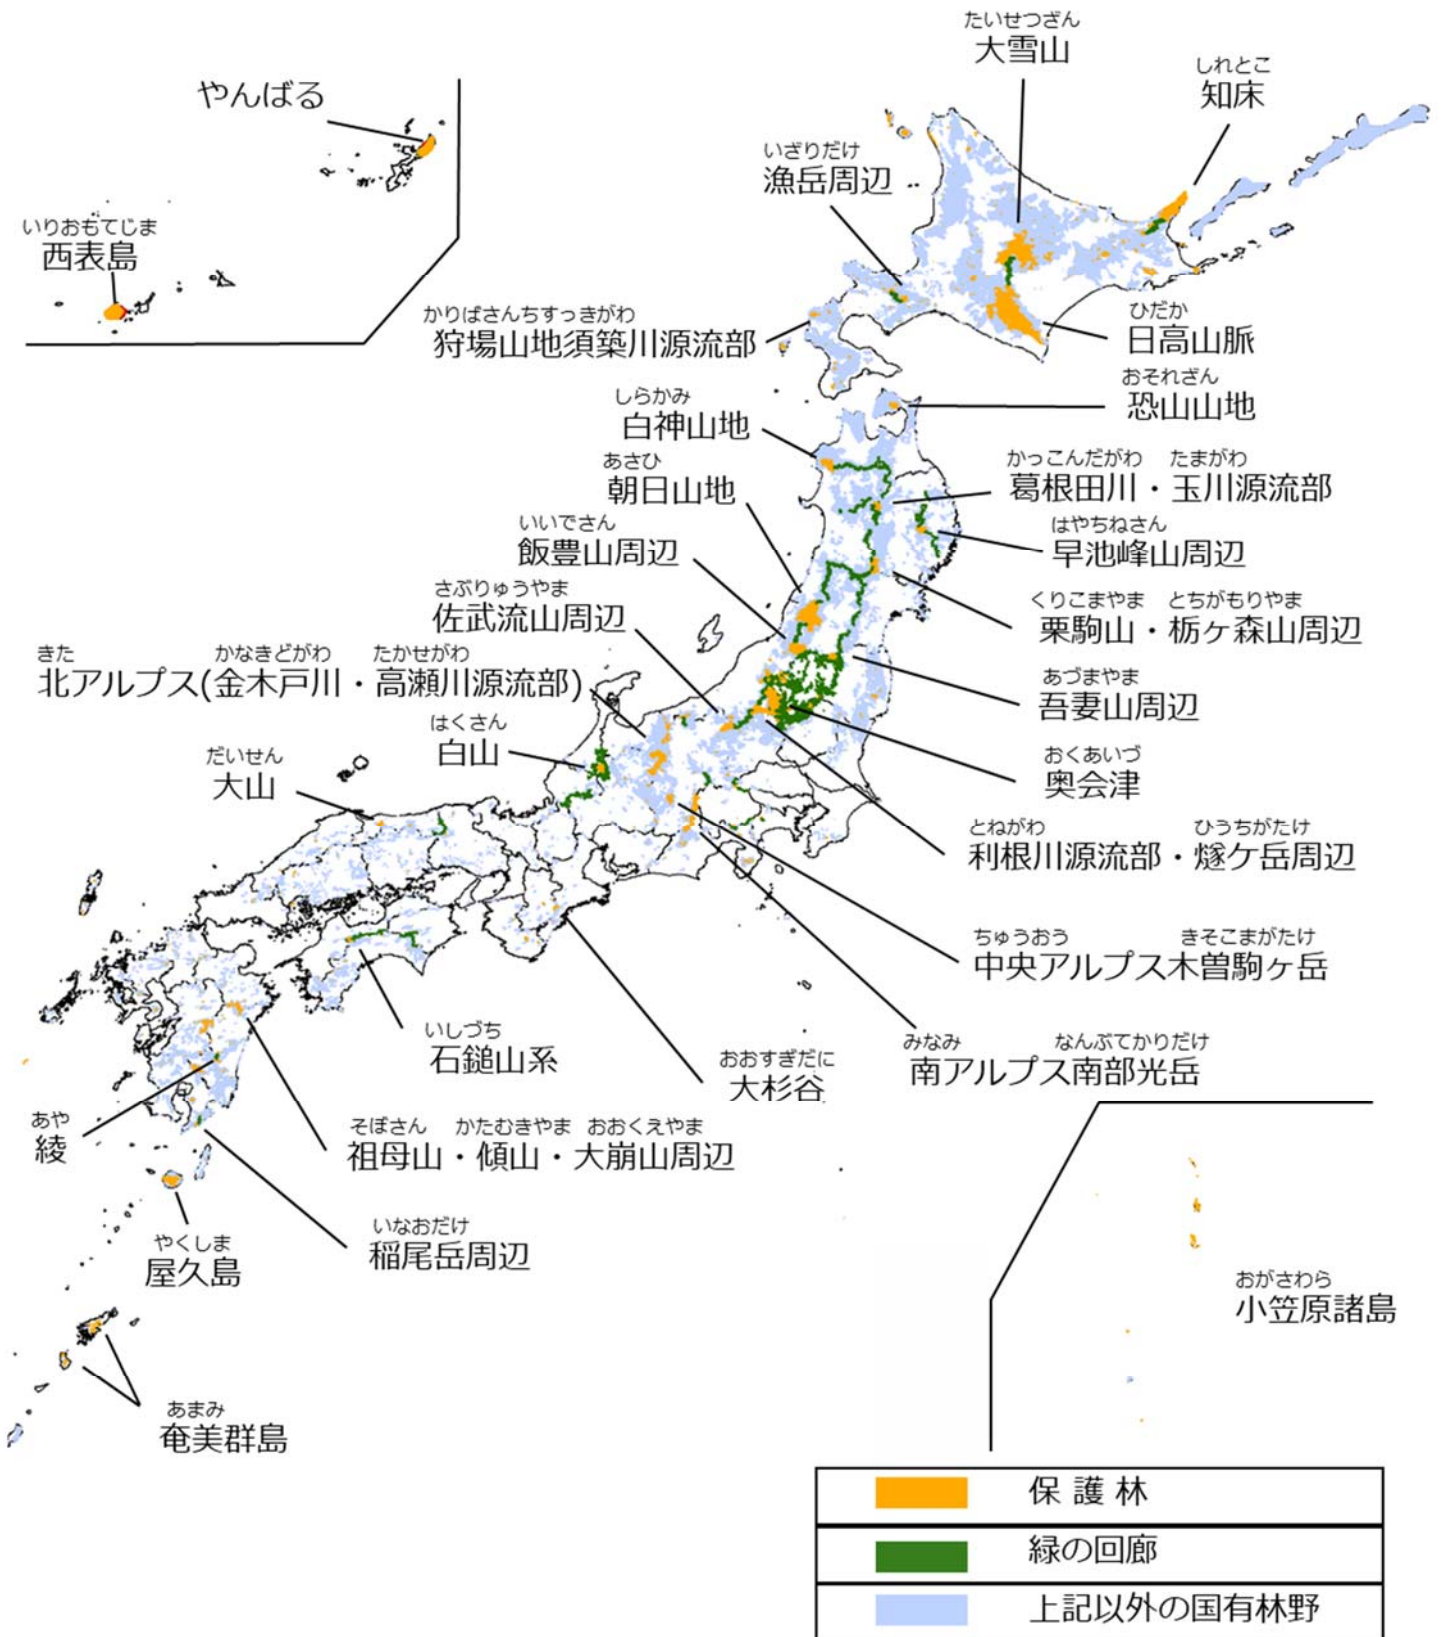 たいせつざん
大雪山
しれとこ
知床
やんばる
いざりだけ
漁岳周辺
いりおもてじま
西表島
かりばさんちすっきがわ
狩場山地須築川源流部
ひだか
日高山脈
おそれざん
恐山山地
しらかみ
白神山地
かっこんだがわ たまがわ
葛根田川・玉川源流部
あさひ
朝日山地
はやちねさん
早池峰山周辺
いいでさん
飯豊山周辺
くりこまやま とちがもりやま
栗駒山・栃ヶ森山周辺
さぶりゅうやま
佐武流山周辺
きた かなきどがわ たかせがわ
北アルプス(金木戸川・高瀬川源流部)
あづまやま
吾妻山周辺
はくさん
白山
おくあいづ
奥会津
だいせん
大山
とねがわ ひうちがたけ
利根川源流部・燧ケ岳周辺
ちゅうおう きそこまがたけ
中央アルプス木曽駒ヶ岳
いしづち
石鎚山系
おおすぎだに
大杉谷
みなみ なんぶてかりだけ
南アルプス南部光岳
あや
綾
そぼさん かたむきやま おおくえやま
祖母山・傾山・大崩山周辺
いなおだけ
稲尾岳周辺
やくしま
屋久島
おがさわら
小笠原諸島
あまみ
奄美群島
保 護 林
緑の回廊
上記以外の国有林野